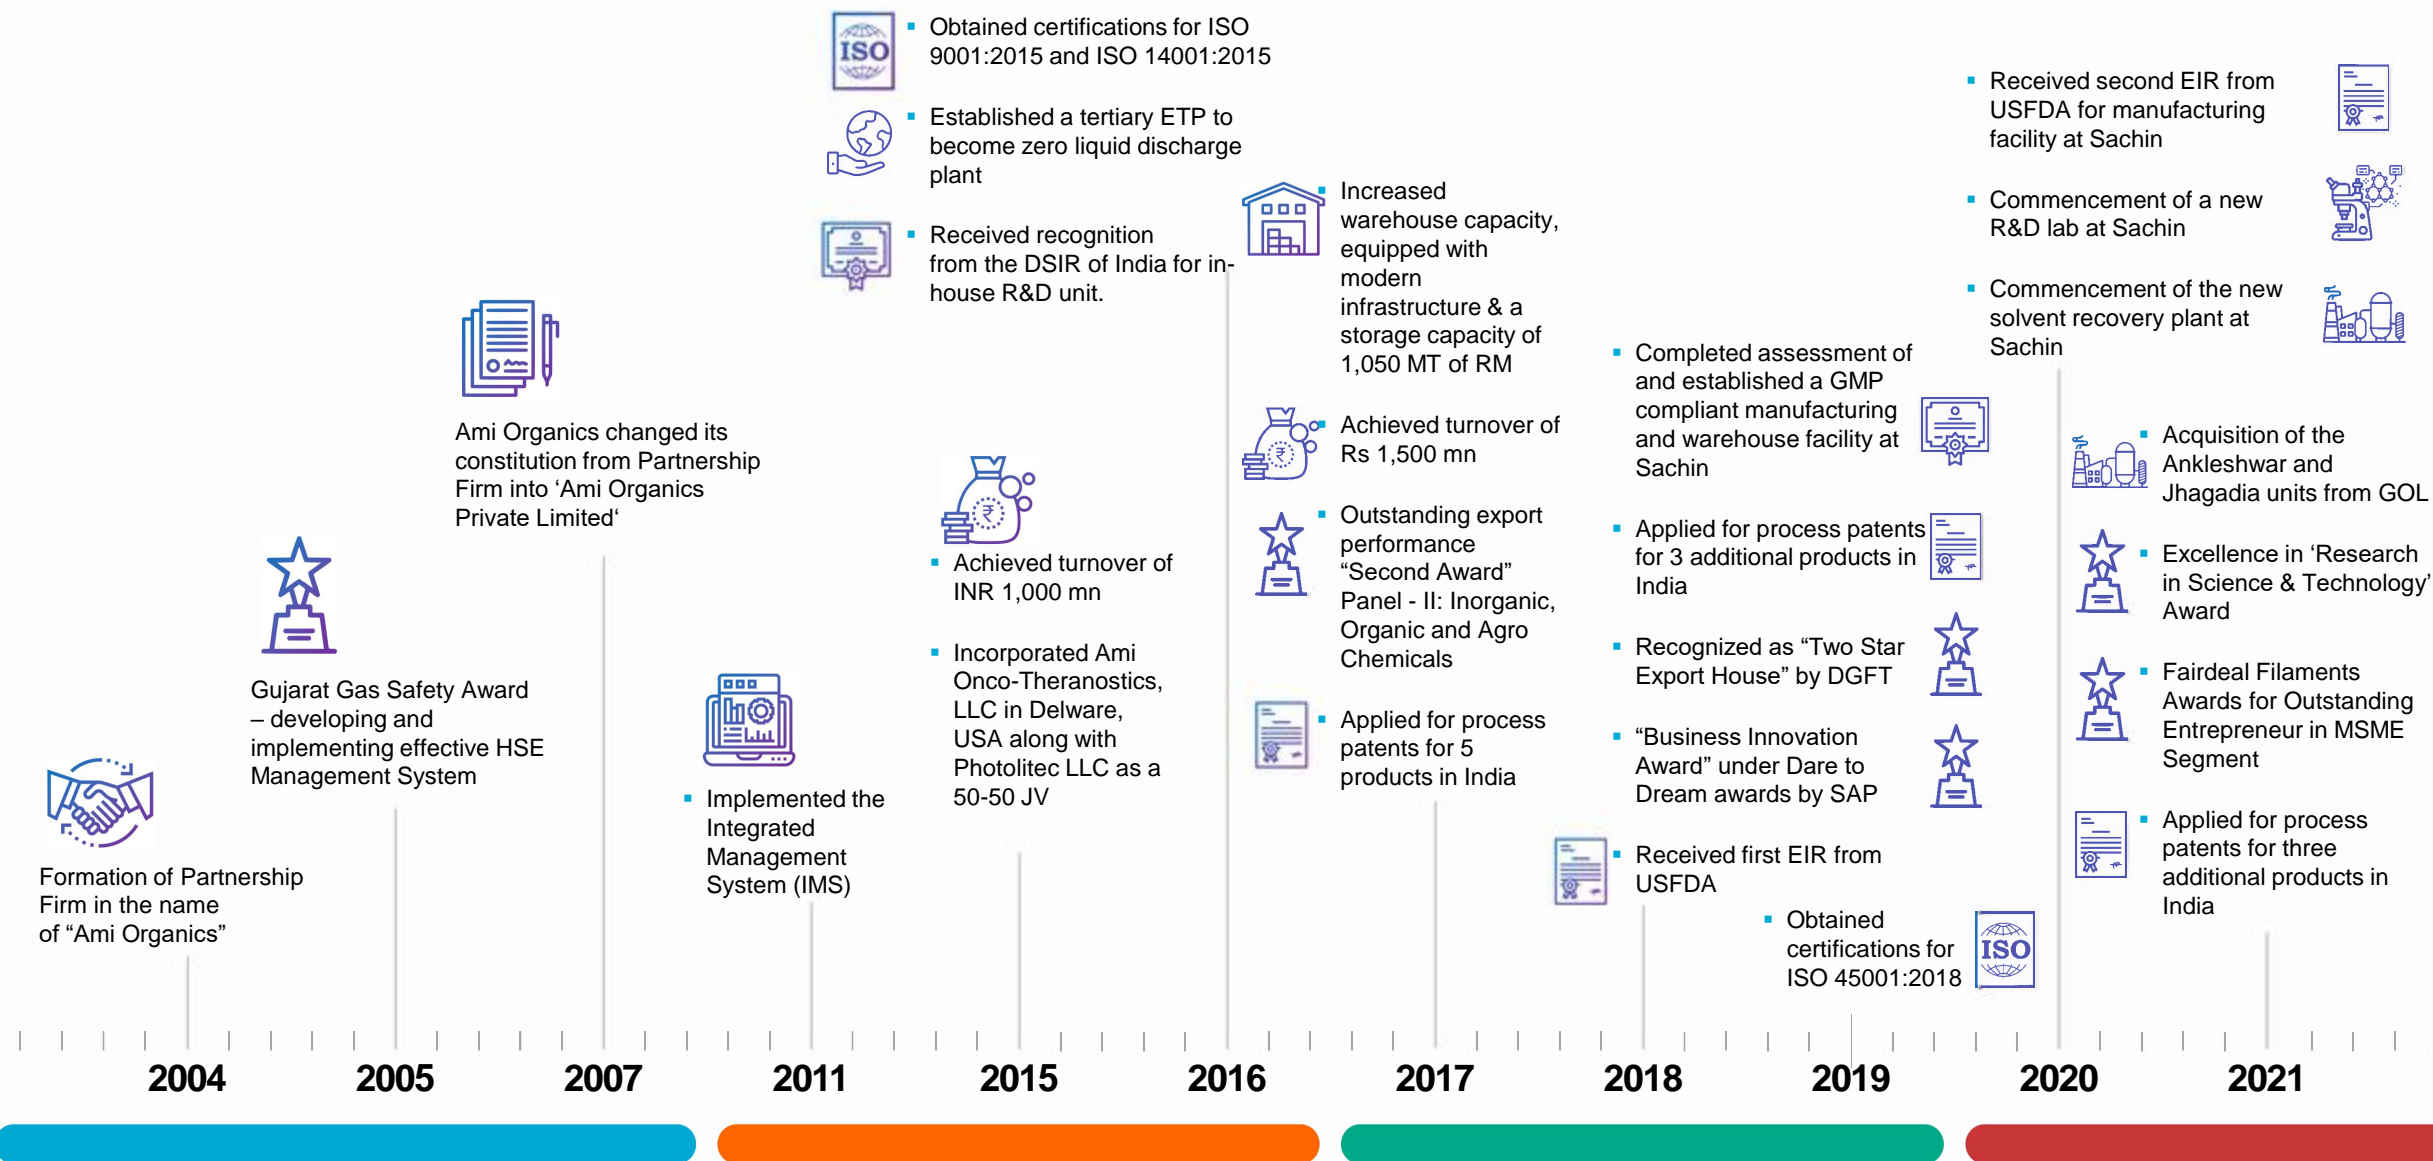 Formation of Partnership
Firm in the name
of “Ami Organics”
Gujarat Gas Safety Award
– developing and
implementing effective HSE
Management System
Ami Organics changed its
constitution from Partnership
Firm into ‘Ami Organics
Private Limited‘
Implemented the
Integrated
Management
System (IMS)
₹
Achieved turnover of
INR 1,000 mn
Incorporated Ami
Onco-Theranostics,
LLC in Delware,
USA along with
Photolitec LLC as a
50-50 JV
ISO
Obtained certifications for ISO
9001:2015 and ISO 14001:2015
Established a tertiary ETP to
become zero liquid discharge
plant
Received recognition
from the DSIR of India for in-
house R&D unit.
Increased
warehouse capacity,
equipped with
modern
infrastructure & a
storage capacity of
1,050 MT of RM
₹
Achieved turnover of
Rs 1,500 mn
Outstanding export
performance
“Second Award”
Panel - II: Inorganic,
Organic and Agro
Chemicals
Applied for process
patents for 5
products in India
Completed assessment of
and established a GMP
compliant manufacturing
and warehouse facility at
Sachin
Applied for process patents
for 3 additional products in
India
Recognized as “Two Star
Export House” by DGFT
“Business Innovation
Award” under Dare to
Dream awards by SAP
Received first EIR from
USFDA
Obtained
certifications for
ISO 45001:2018
ISO
Received second EIR from
USFDA for manufacturing
facility at Sachin
Commencement of a new
R&D lab at Sachin
Commencement of the new
solvent recovery plant at
Sachin
Acquisition of the
Ankleshwar and
Jhagadia units from GOL
Excellence in ‘Research
in Science & Technology’
Award
Fairdeal Filaments
Awards for Outstanding
Entrepreneur in MSME
Segment
Applied for process
patents for three
additional products in
India
2004 2005 2007 2011 2015 2016 2017 2018 2019 2020 2021